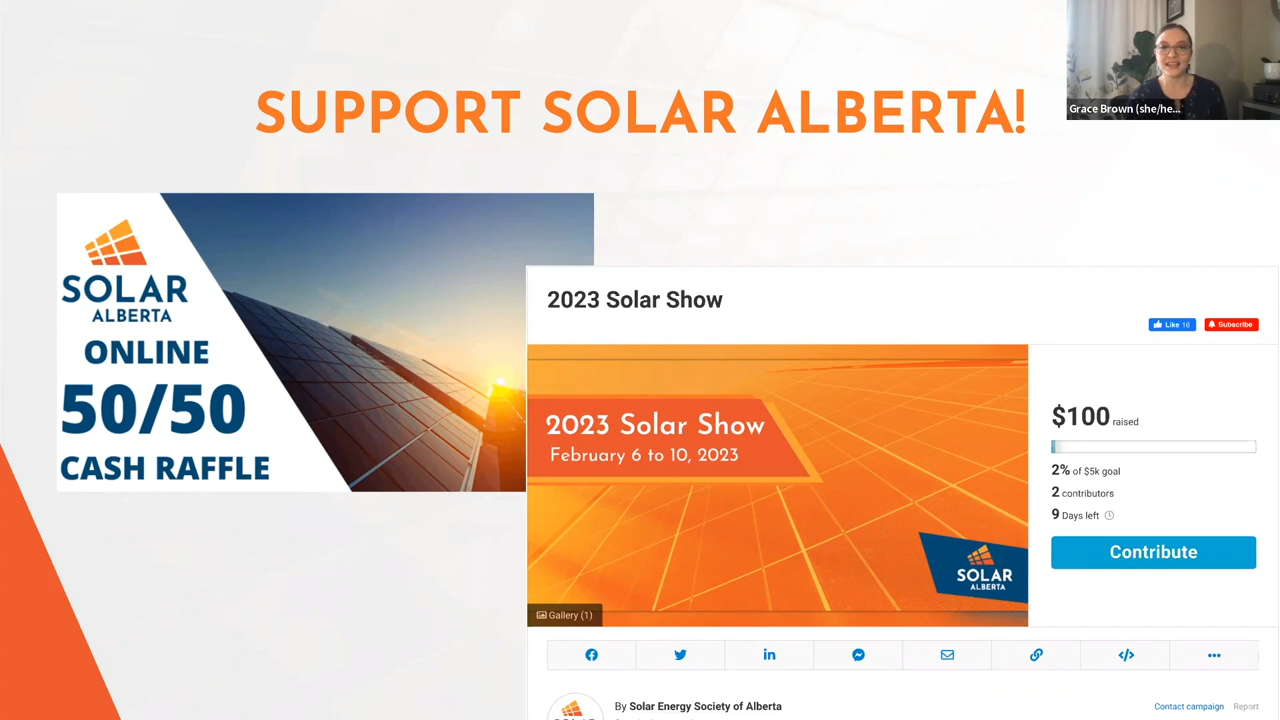 SUPPORT SOLAR ALBERTA!
Grace Brown (she/he...
SOLAR
ALBERTA
ONLINE
50/50
CASH RAFFLE
2023 Solar Show
Like 16
Subscribe
2023 Solar Show
February 6 to 10, 2023
SOLAR
ALBERTA
Gallery (1)
$100 raised
2% of $5k goal
2 contributors
9 Days left
Contribute
By Solar Energy Society of Alberta
Contact campaign Report